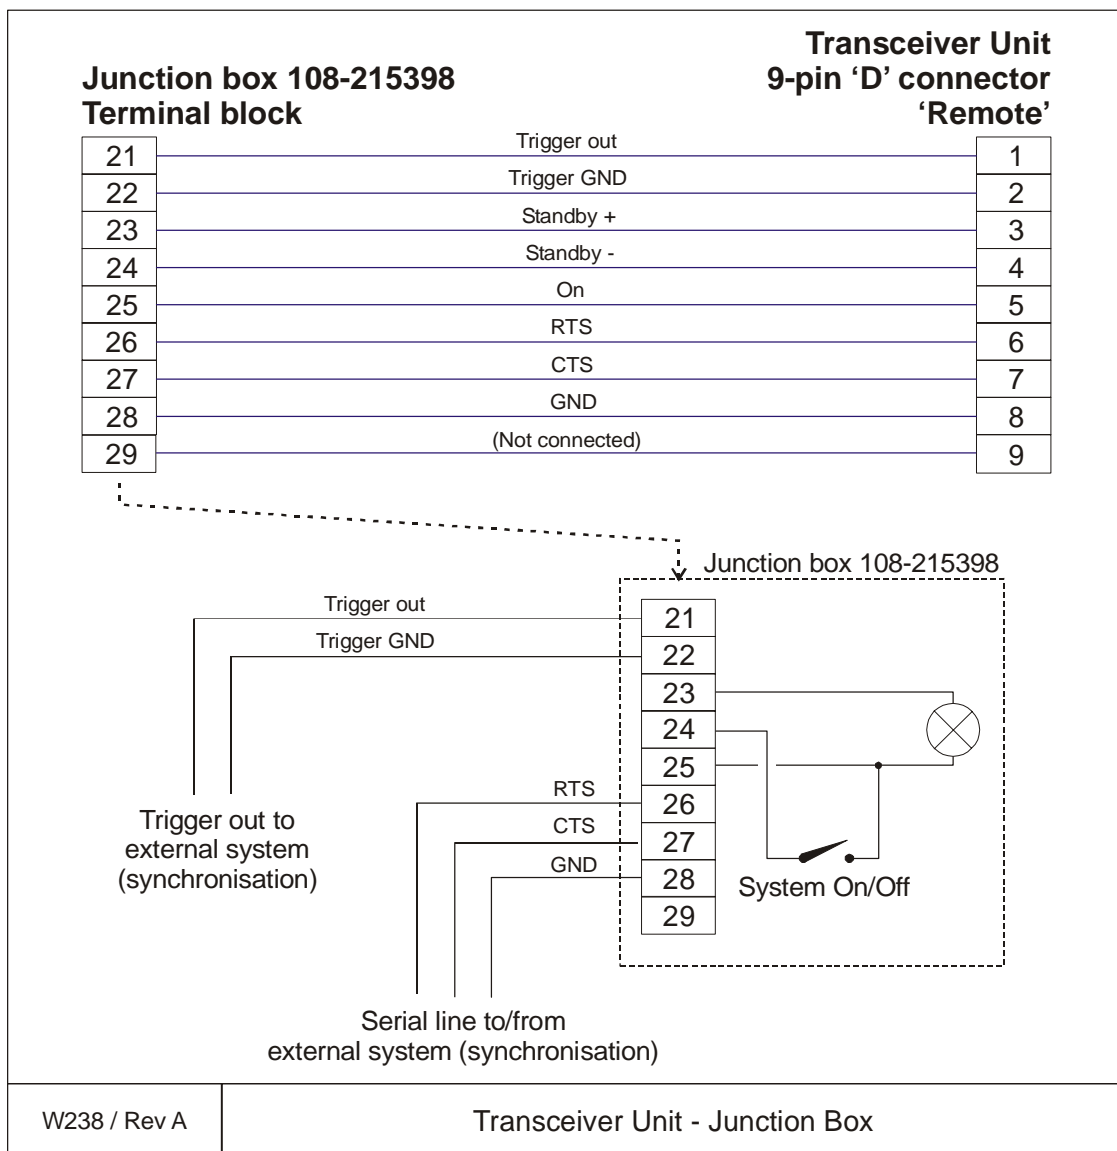 Transceiver Unit
9-pin ‘D’ connector
‘Remote’
Junction box 108-215398
Terminal block
21 Trigger out 1
22 Trigger GND 2
23 Standby + 3
24 Standby - 4
25 On 5
26 RTS 6
27 CTS 7
28 GND 8
29 (Not connected) 9
Junction box 108-215398
Trigger out 21
Trigger GND 22
23
24
25
RTS 26
CTS 27
GND 28
29
System On/Off
Trigger out to
external system
(synchronisation)
Serial line to/from
external system (synchronisation)
W238 / Rev A
Transceiver Unit - Junction Box